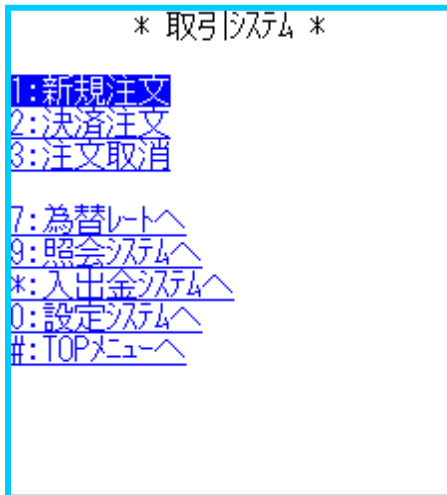 * 取引ｼｽﾃﾑ *
1:新規注文
2:決済注文
3:注文取消
7:為替ﾚｰﾄへ
9:照会ｼｽﾃﾑへ
*:入出金ｼｽﾃﾑへ
0:設定ｼｽﾃﾑへ
#:TOPﾒﾆｭｰへ